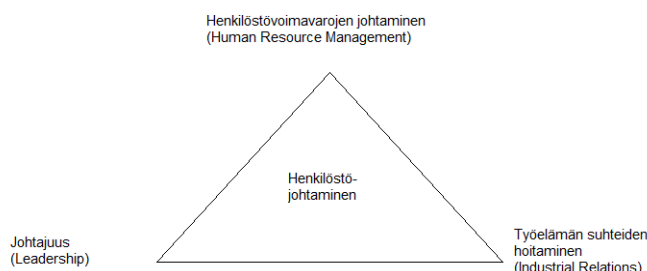 Henkilöstövoimavarojen johtaminen
(Human Resource Management)
Henkilöstö-
johtaminen
Johtajuus
(Leadership)
Työelämän suhteiden
hoitaminen
(Industrial Relations)